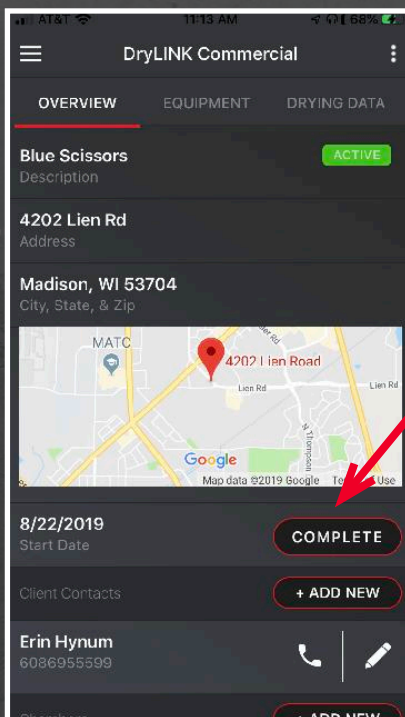 AT&T 11:13 AM 68%
DryLINK Commercial
OVERVIEW EQUIPMENT DRYING DATA
Blue Scissors ACTIVE
Description
4202 Lien Rd
Address
Madison, WI 53704
City, State, & Zip
MATC
4202 Lien Road
Lien Rd
Lien Rd
N Thompson
Google
Map data ©2019 Google Use
8/22/2019
Start Date
COMPLETE
Client Contacts + ADD NEW
Erin Hynum
6086955599
Chambers + ADD NEW